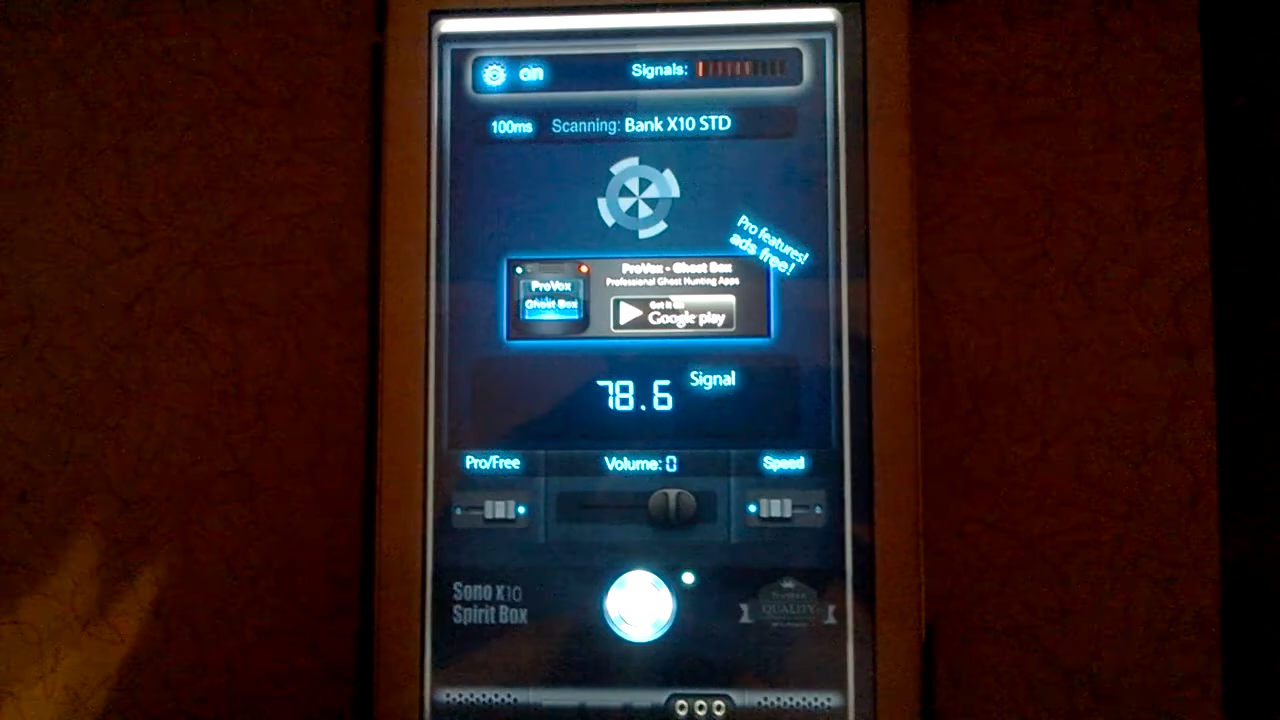 on
Signals:
100ms Scanning: Bank X10 STD
Pro features!
ads free!
ProVox
Ghost Box
ProVox - Ghost Box
Professional Ghost Hunting Apps
Get it on
Google play
78.6 Signal
Pro/Free
Volume: 0
Speed
Sono x10
Spirit Box
QUALITY